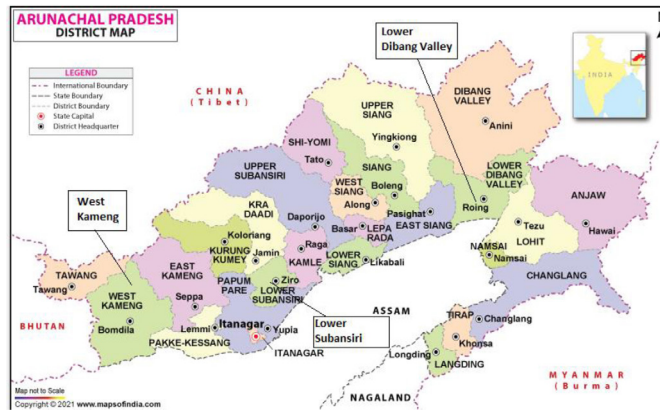 ARUNACHAL PRADESH
DISTRICT MAP
LEGEND
International Boundary
State Boundary
District Boundary
State Capital
District Headquarter
Lower
Dibang Valley
INDIA
CHINA
(Tibet)
DIBANG
VALLEY
Anini
UPPER
SIANG
Yingkiong
SHI-YOMI
Tato
SIANG
Boleng
UPPER
SUBANSIRI
WEST
SIANG
Along
LOWER
DIBANG
VALLEY
Roing
ANJAW
Hawai
Pasighat
EAST SIANG
Tezu
LOHIT
West
Kameng
KRA
DAADI
Daporijo
Basar
LEPA
RADA
Koloriang
KURUNG
KUMEY
Jamin
Raga
KAMLE
LOWER
SIANG
Likabali
NAMSAI
Namsai
CHANGLANG
TAWANG
Tawang
EAST
KAMENG
Seppa
PAPUM
PARE
Ziro
LOWER
SUBANSIRI
WEST
KAMENG
Bomdila
BHUTAN
Lemmi
PAKKE-KESSANG
Itanagar
Yupia
ITANAGAR
Lower
Subansiri
ASSAM
TIRAP
Changlang
Khonsa
Longding
LANGDING
NAGALAND
MYANMAR
(Burma)
Map not to Scale
Copyright © 2021 www.mapsofindia.com